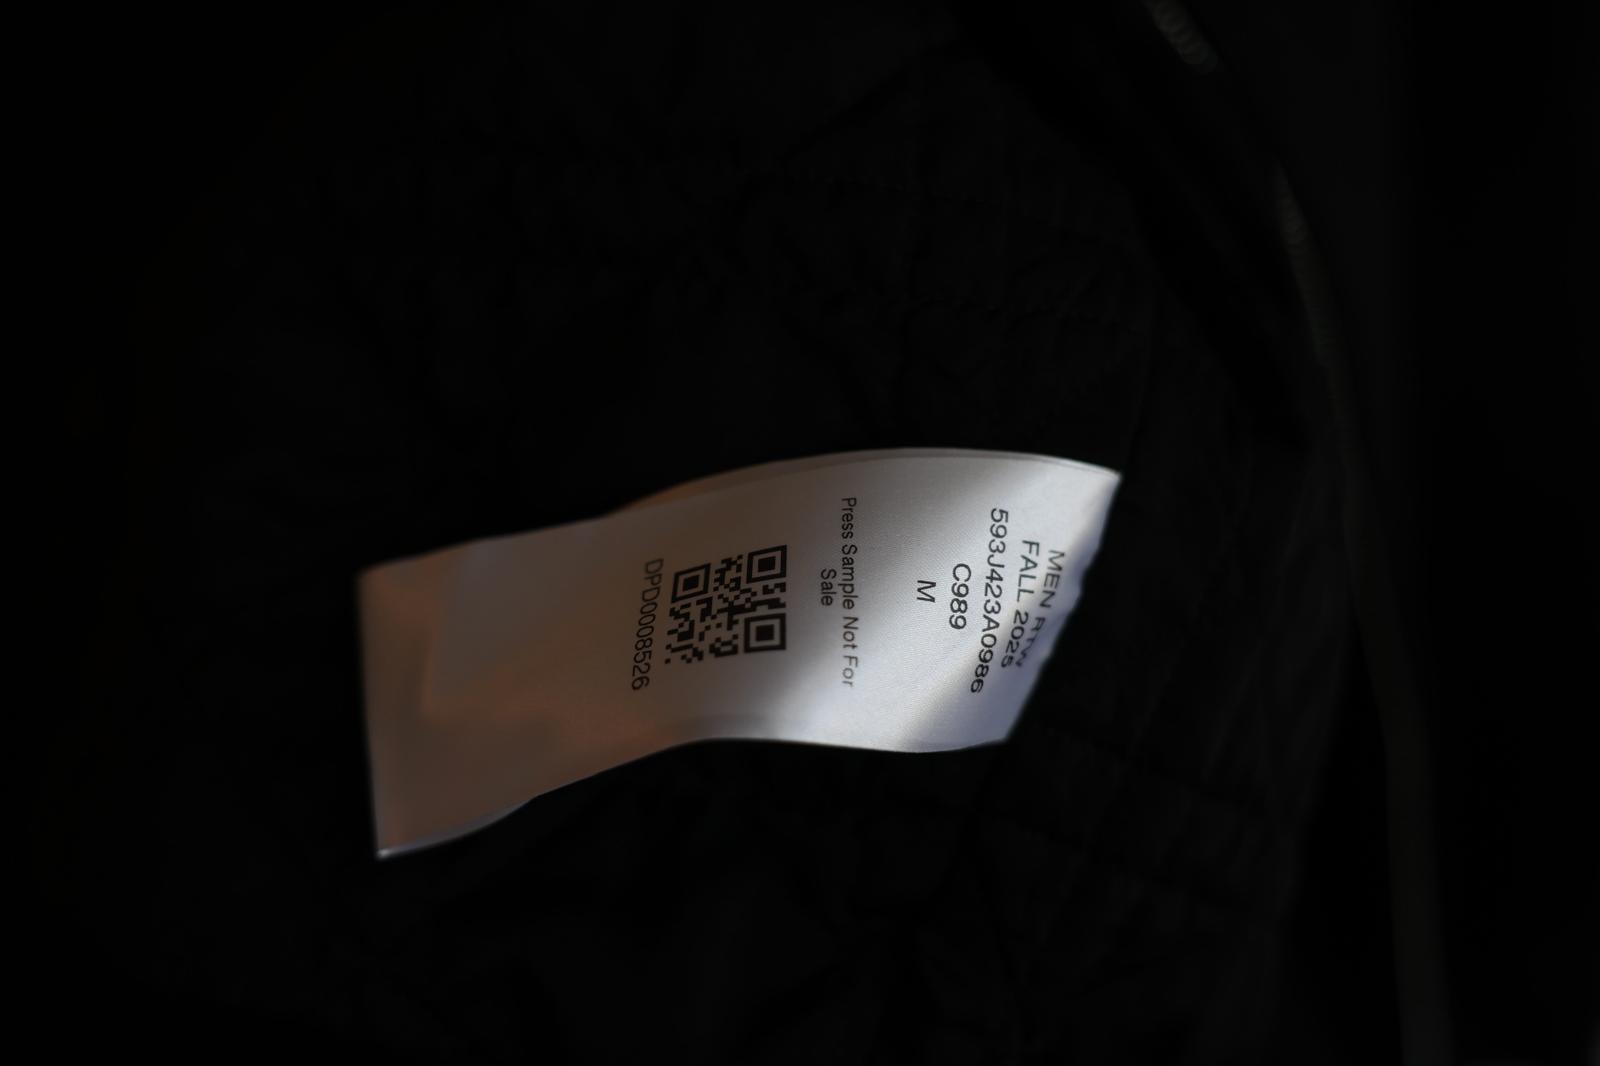 MEN RTW
FALL 2025
593J423A0986
C989
M
Press Sample Not For
Sale
DPD0008526